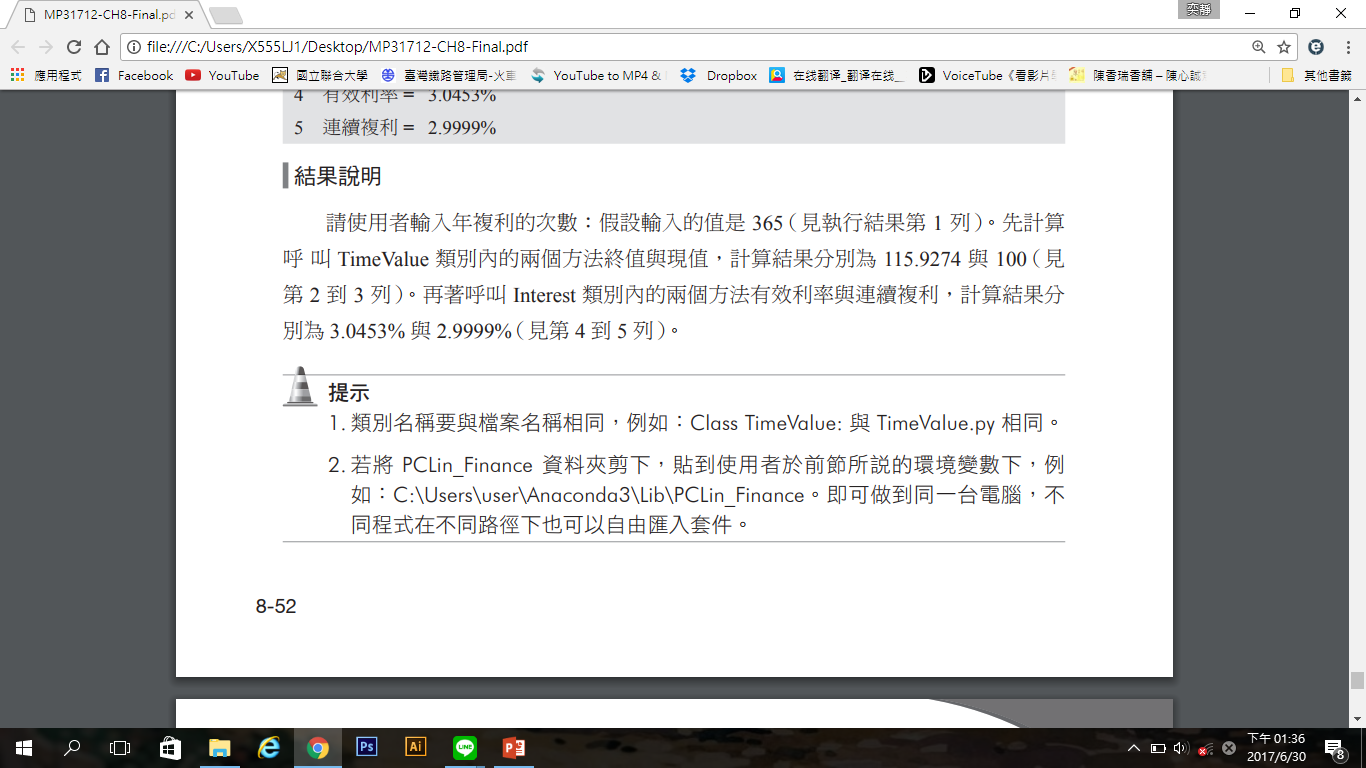 MP31712-CH8-Final.pd
奕靜
file:///C:/Users/X555LJ1/Desktop/MP31712-CH8-Final.pdf
應用程式 Facebook YouTube 國立聯合大學 臺灣鐵路管理局-火車 YouTube to MP4 & Dropbox 在线翻译_翻译在线_ VoiceTube《看影片 陳香瑞香舖 – 陳心誠 其他書籤
4 有效利率 = 3.0453%
5 連續複利 = 2.9999%
結果說明
請使用者輸入年複利的次數：假設輸入的值是 365（見執行結果第 1 列）。先計算
呼 叫 TimeValue 類別內的兩個方法終值與現值，計算結果分別為 115.9274 與 100（見
第 2 到 3 列）。再著呼叫 Interest 類別內的兩個方法有效利率與連續複利，計算結果分
別為 3.0453% 與 2.9999%（見第 4 到 5 列）。
提示
1. 類別名稱要與檔案名稱相同，例如：Class TimeValue: 與 TimeValue.py 相同。
2. 若將 PCLin_Finance 資料夾剪下，貼到使用者於前節所說的環境變數下，例
如：C:\Users\user\Anaconda3\Lib\PCLin_Finance。即可做到同一台電腦，不
同程式在不同路徑下也可以自由匯入套件。
8-52
Ps Ai LINE P
下午 01:36
2017/6/30
8